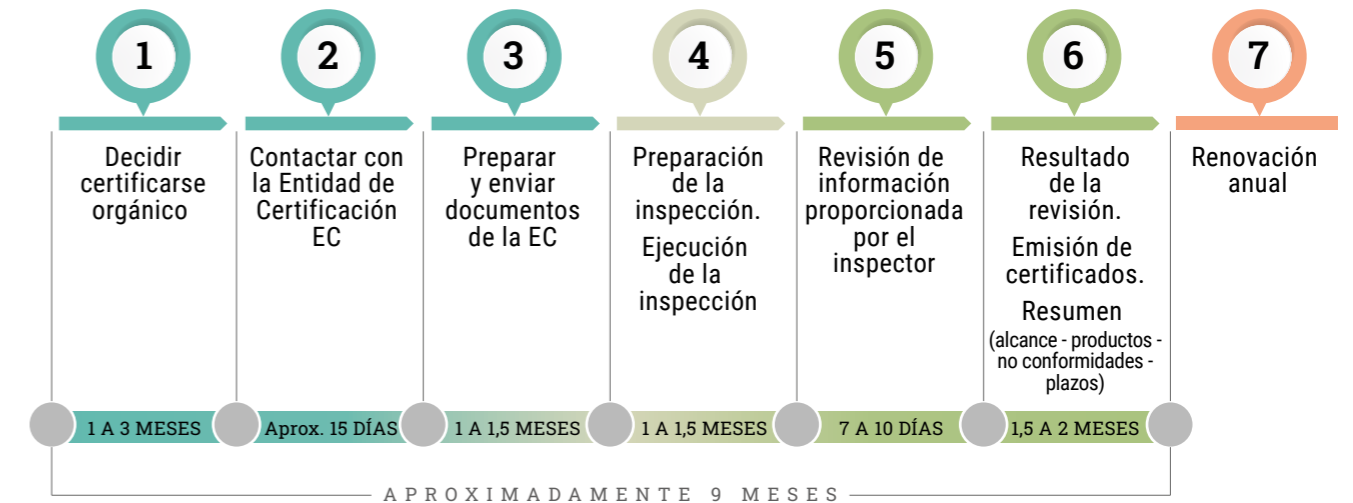 1
2
3
4
5
6
7
Decidir
certificarse
orgánico
Contactar con
la Entidad de
Certificación
EC
Preparar
y enviar
documentos
de la EC
Preparación
de la
inspección.
Ejecución
de la
inspección
Revisión de
información
proporcionada
por el
inspector
Resultado
de la
revisión.
Emisión de
certificados.
Resumen
(alcance - productos -
no conformidades -
plazos)
Renovación
anual
1 A 3 MESES
Aprox. 15 DÍAS
1 A 1,5 MESES
1 A 1,5 MESES
7 A 10 DÍAS
1,5 A 2 MESES
APROXIMADAMENTE 9 MESES